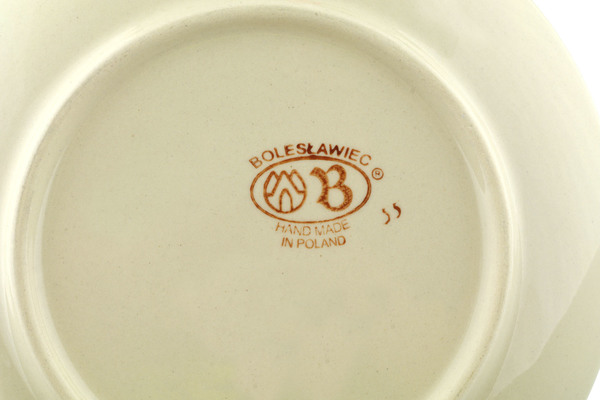 BOLESŁAWIEC
B ®
HAND MADE
IN POLAND